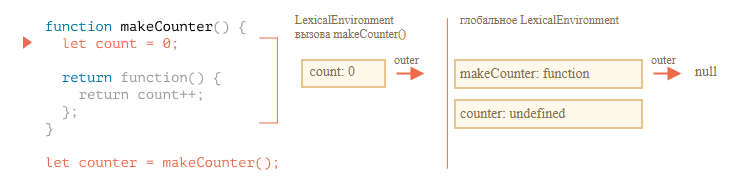 function makeCounter() {
  let count = 0;

  return function() {
    return count++;
  };
}

let counter = makeCounter();
LexicalEnvironment
вызова makeCounter()
count: 0
outer
глобальное LexicalEnvironment
makeCounter: function
counter: undefined
outer
null